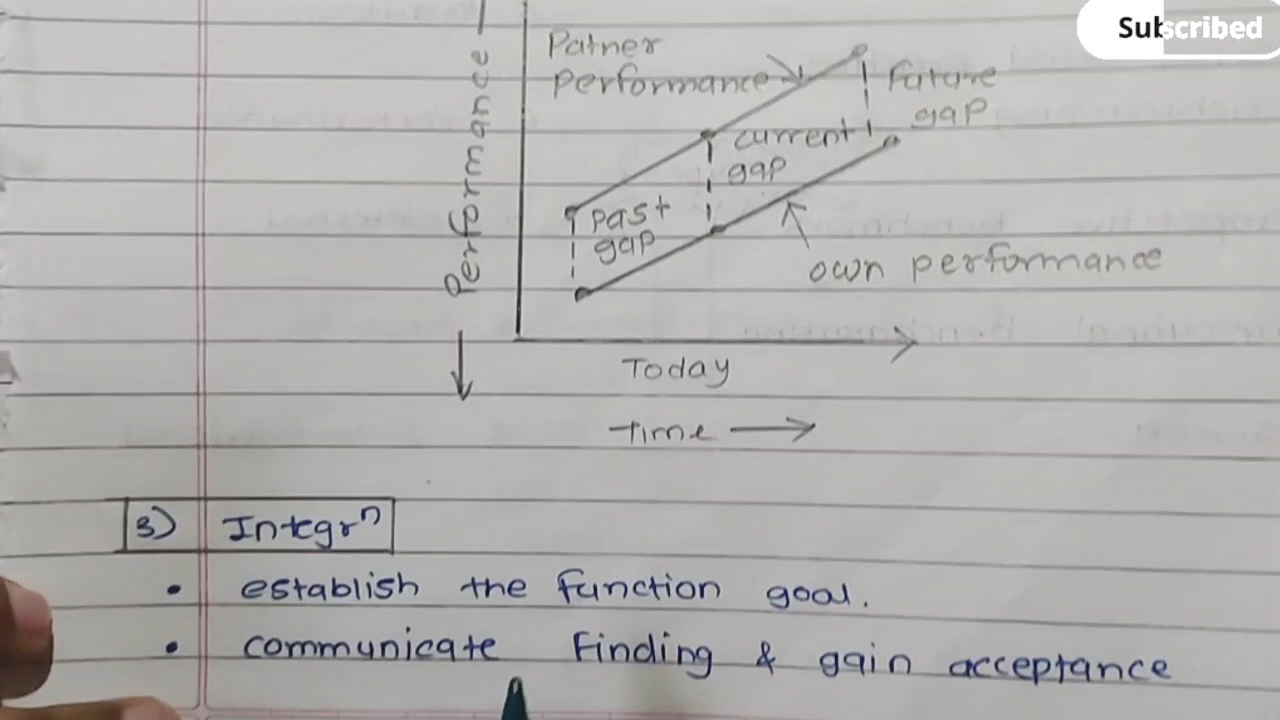 Subscribed
Performance
Patner
performance
Future
gap
current
gap
past
gap
own performance
Today
Time
3) Integrⁿ
• establish the function goal.
• communicate Finding & gain acceptance